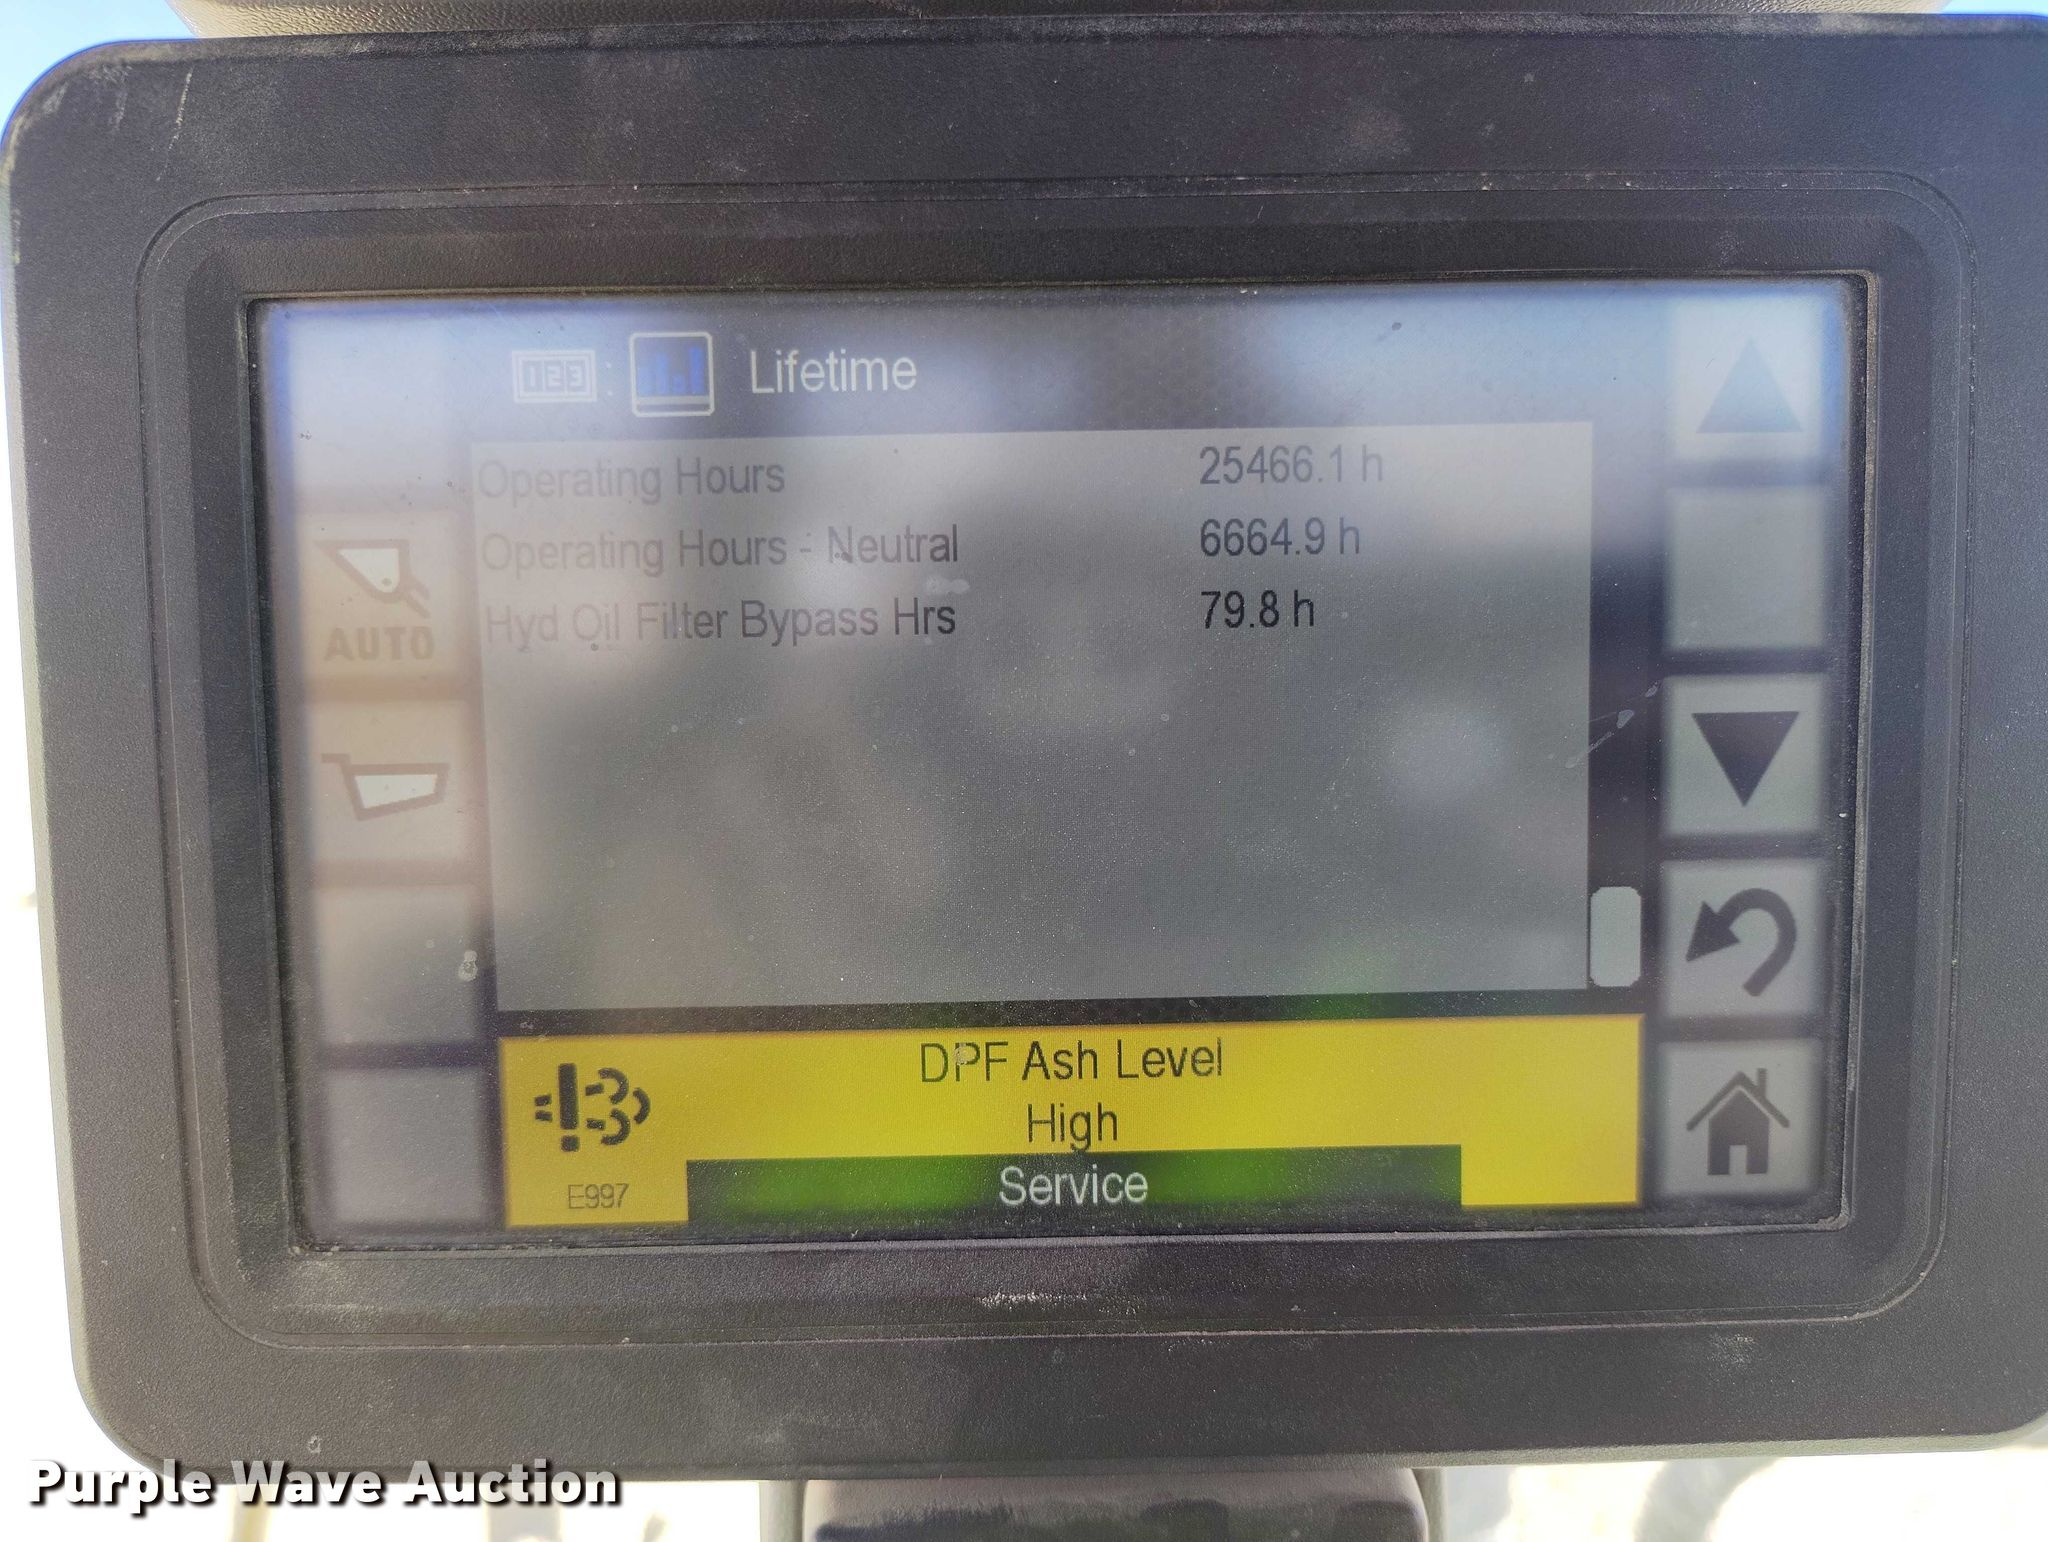 123 : Lifetime
Operating Hours 25466.1 h
Operating Hours - Neutral 6664.9 h
Hyd Oil Filter Bypass Hrs 79.8 h
AUTO
DPF Ash Level
High
E997 Service
Purple Wave Auction